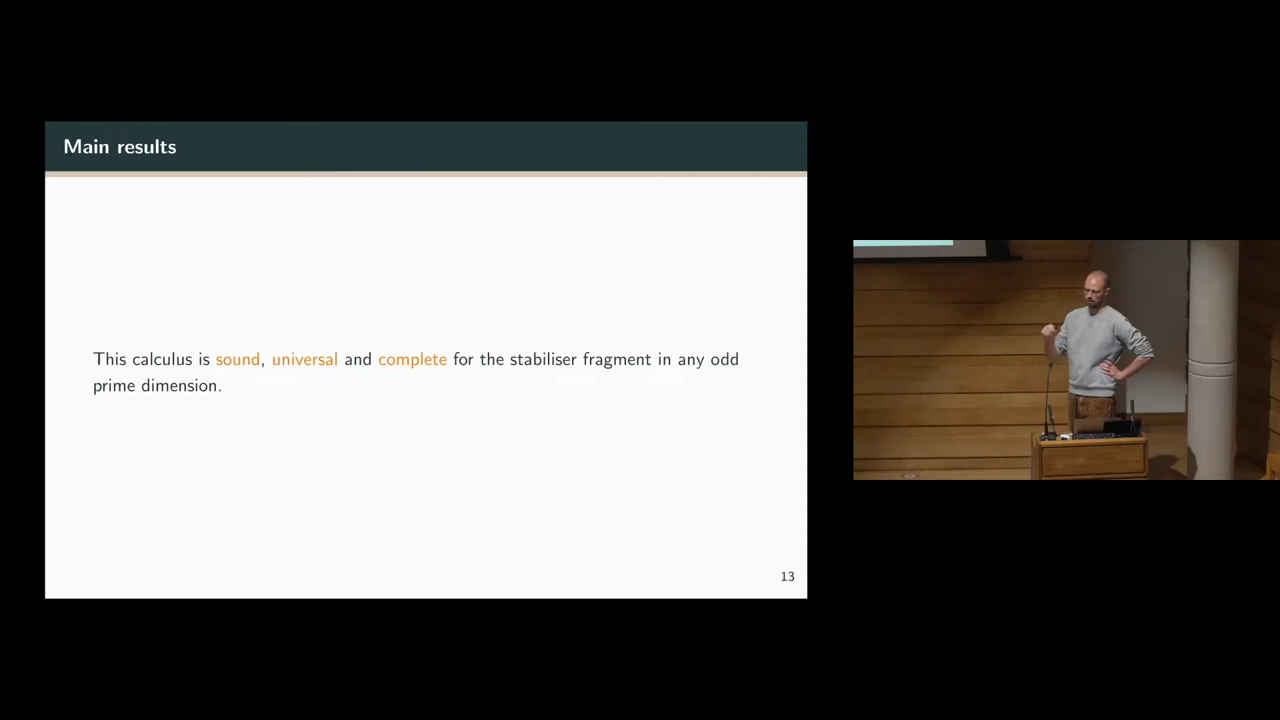 Main results
This calculus is sound, universal and complete for the stabiliser fragment in any odd
prime dimension.
13